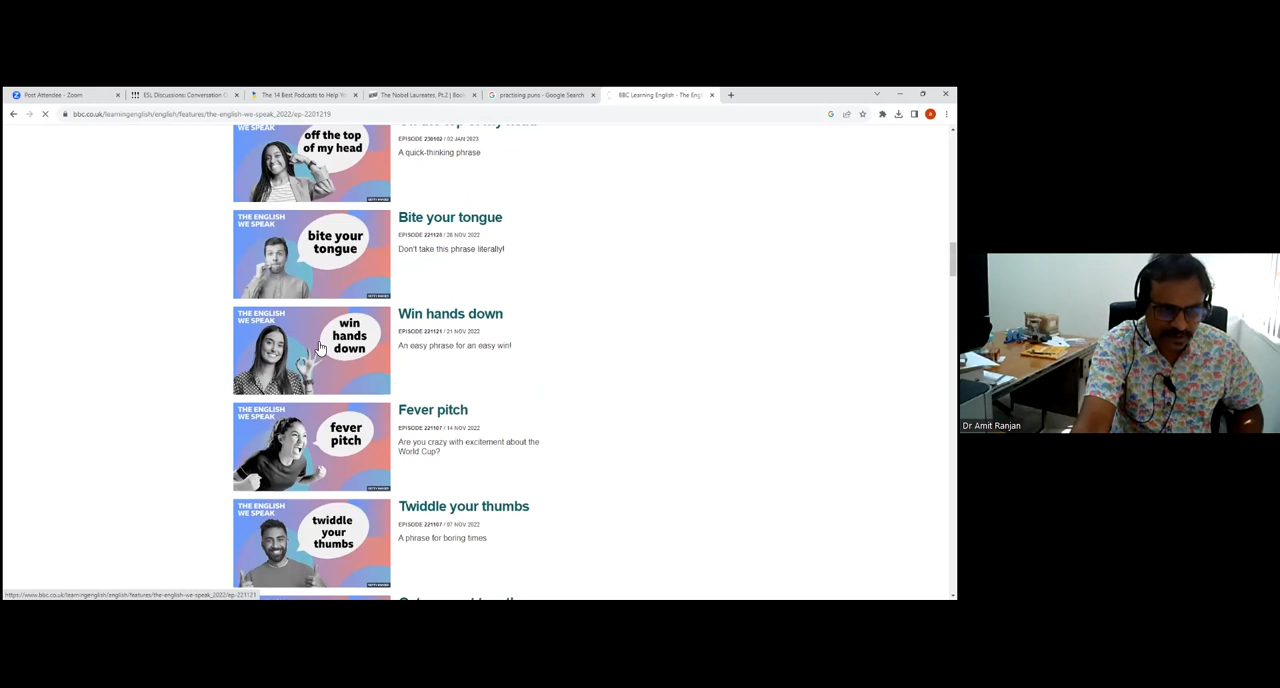 Post Attendee - Zoom
ESL Discussions: Conversation
The 14 Best Podcasts to Help
The Nobel Laureates, Pt.2 | Boo
practising puns - Google Search
BBC Learning English - The Eng
bbc.co.uk/learningenglish/english/features/the-english-we-speak_2022/ep-2201219
WE SPEAK
off the top
of my head
EPISODE 230102 / 02 JAN 2023
A quick-thinking phrase
THE ENGLISH
WE SPEAK
bite your
tongue
Bite your tongue
EPISODE 221128 / 28 NOV 2022
Don't take this phrase literally!
THE ENGLISH
WE SPEAK
win
hands
down
Win hands down
EPISODE 221121 / 21 NOV 2022
An easy phrase for an easy win!
THE ENGLISH
WE SPEAK
fever
pitch
Fever pitch
EPISODE 221107 / 14 NOV 2022
Are you crazy with excitement about the
World Cup?
THE ENGLISH
WE SPEAK
twiddle
your
thumbs
Twiddle your thumbs
EPISODE 221107 / 07 NOV 2022
A phrase for boring times
https://www.bbc.co.uk/learningenglish/english/features/the-english-we-speak_2022/ep-221121
Dr Amit Ranjan